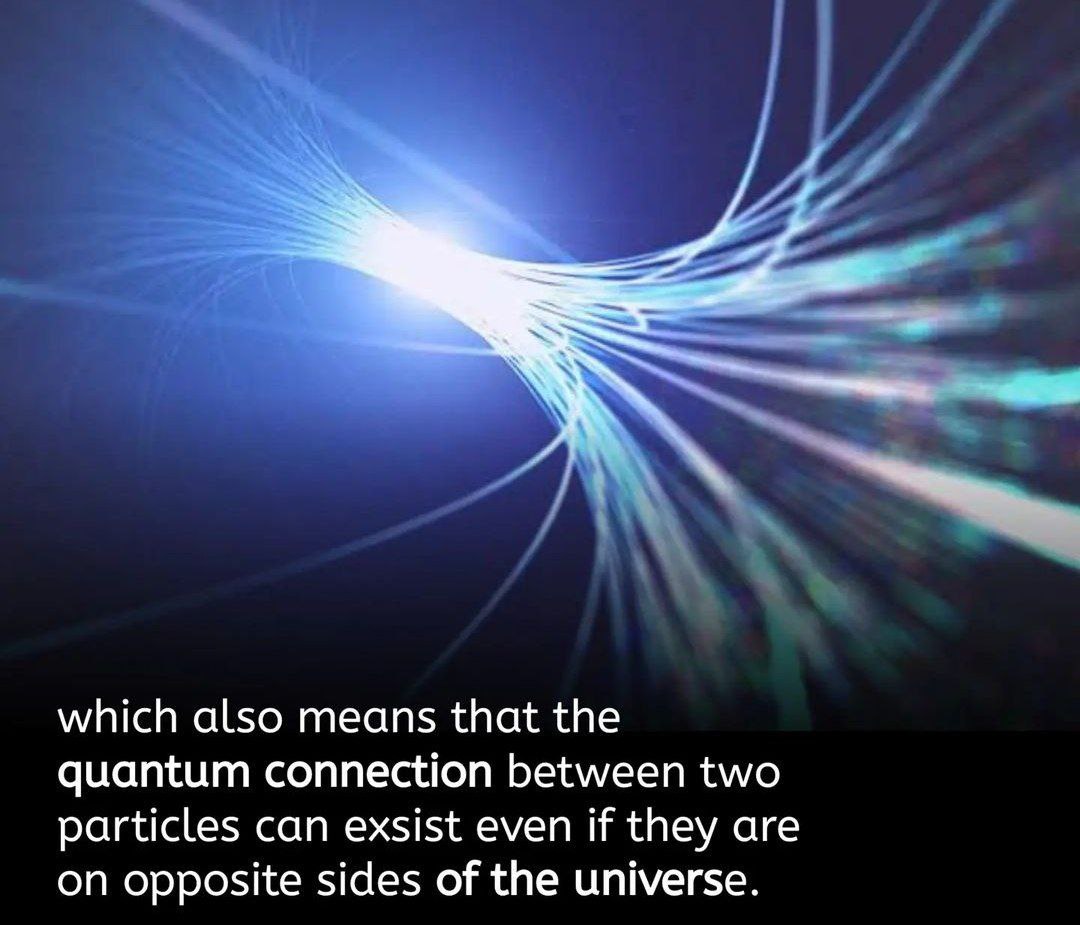 which also means that the
quantum connection between two
particles can exsist even if they are
on opposite sides of the universe.